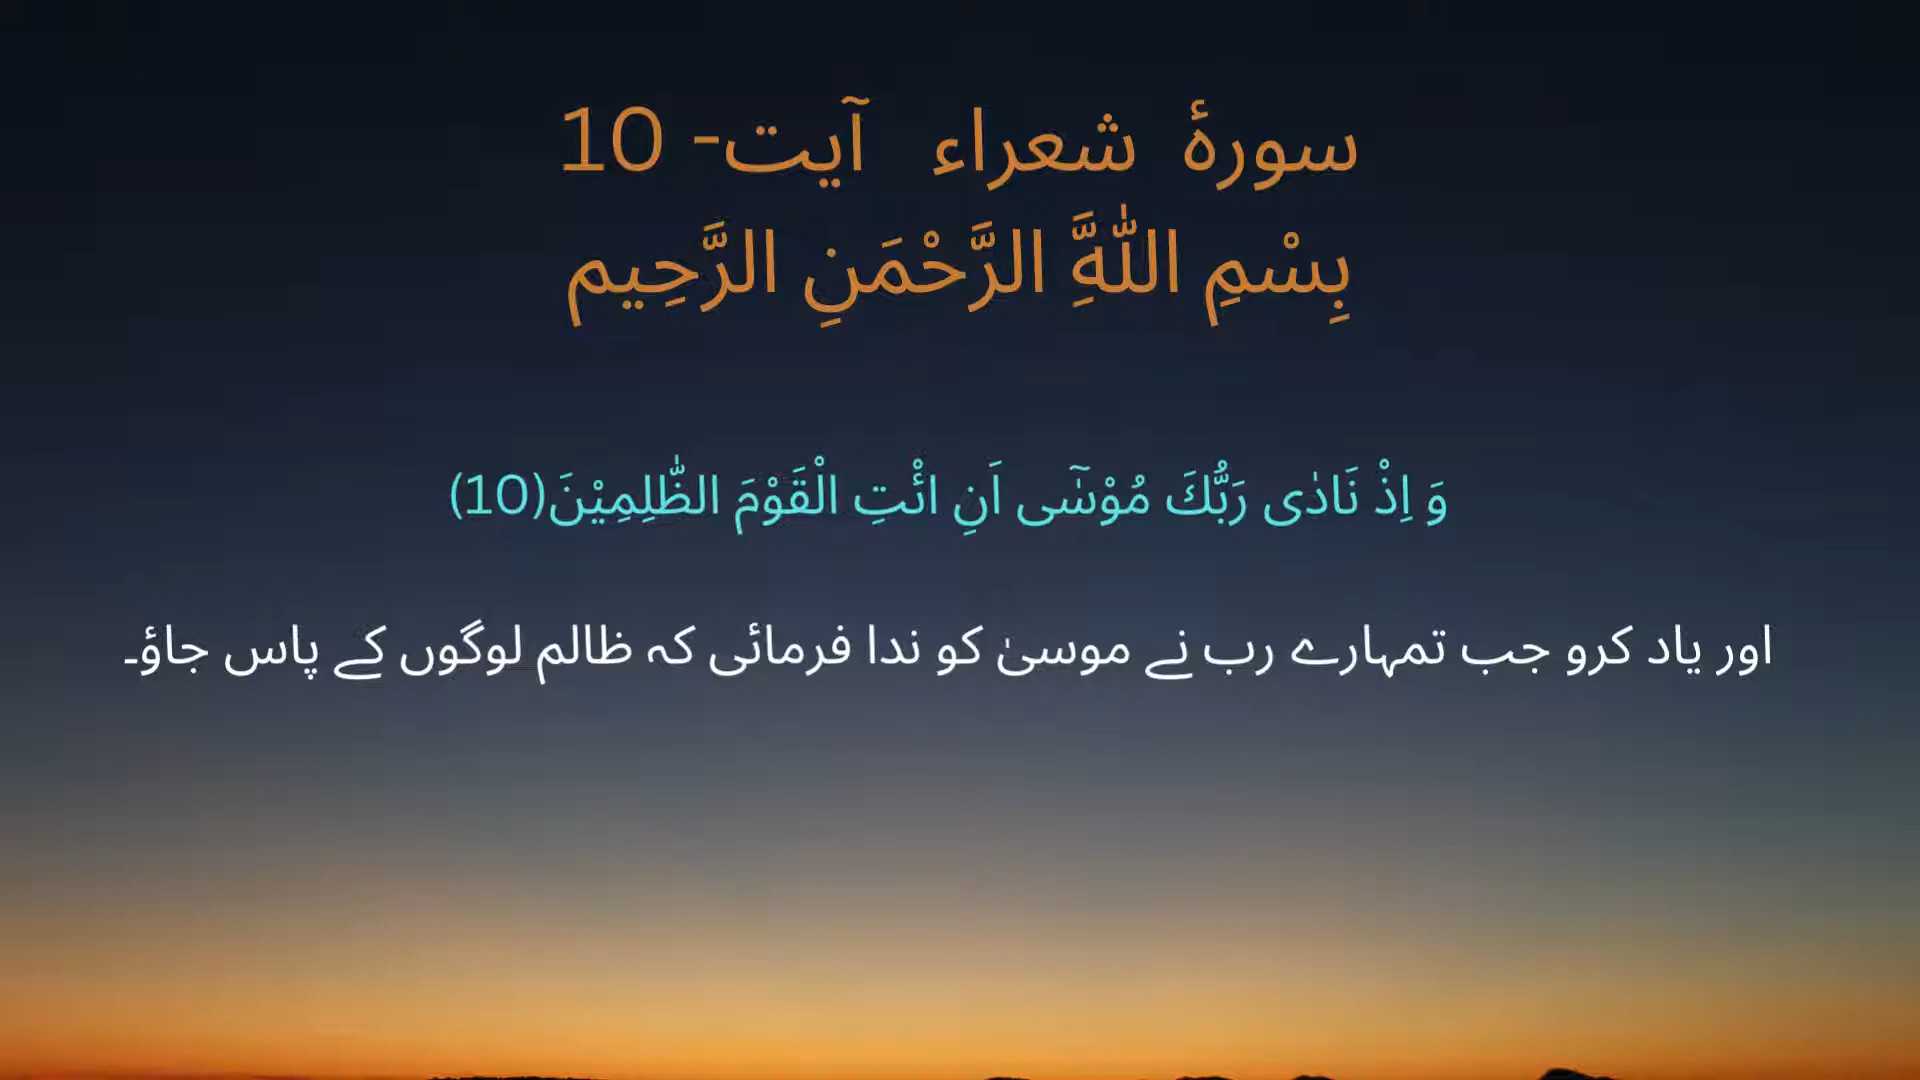 سورۂ شعراء آیت- 10
بِسْمِ اللَّهِ الرَّحْمَنِ الرَّحِيم
وَ اِذْ نَادٰى رَبُّكَ مُوْسٰۤى اَنِ ائْتِ الْقَوْمَ الظّٰلِمِیْنَ(10)
اور یاد کرو جب تمہارے رب نے موسیٰ کو ندا فرمائی کہ ظالم لوگوں کے پاس جاؤ۔